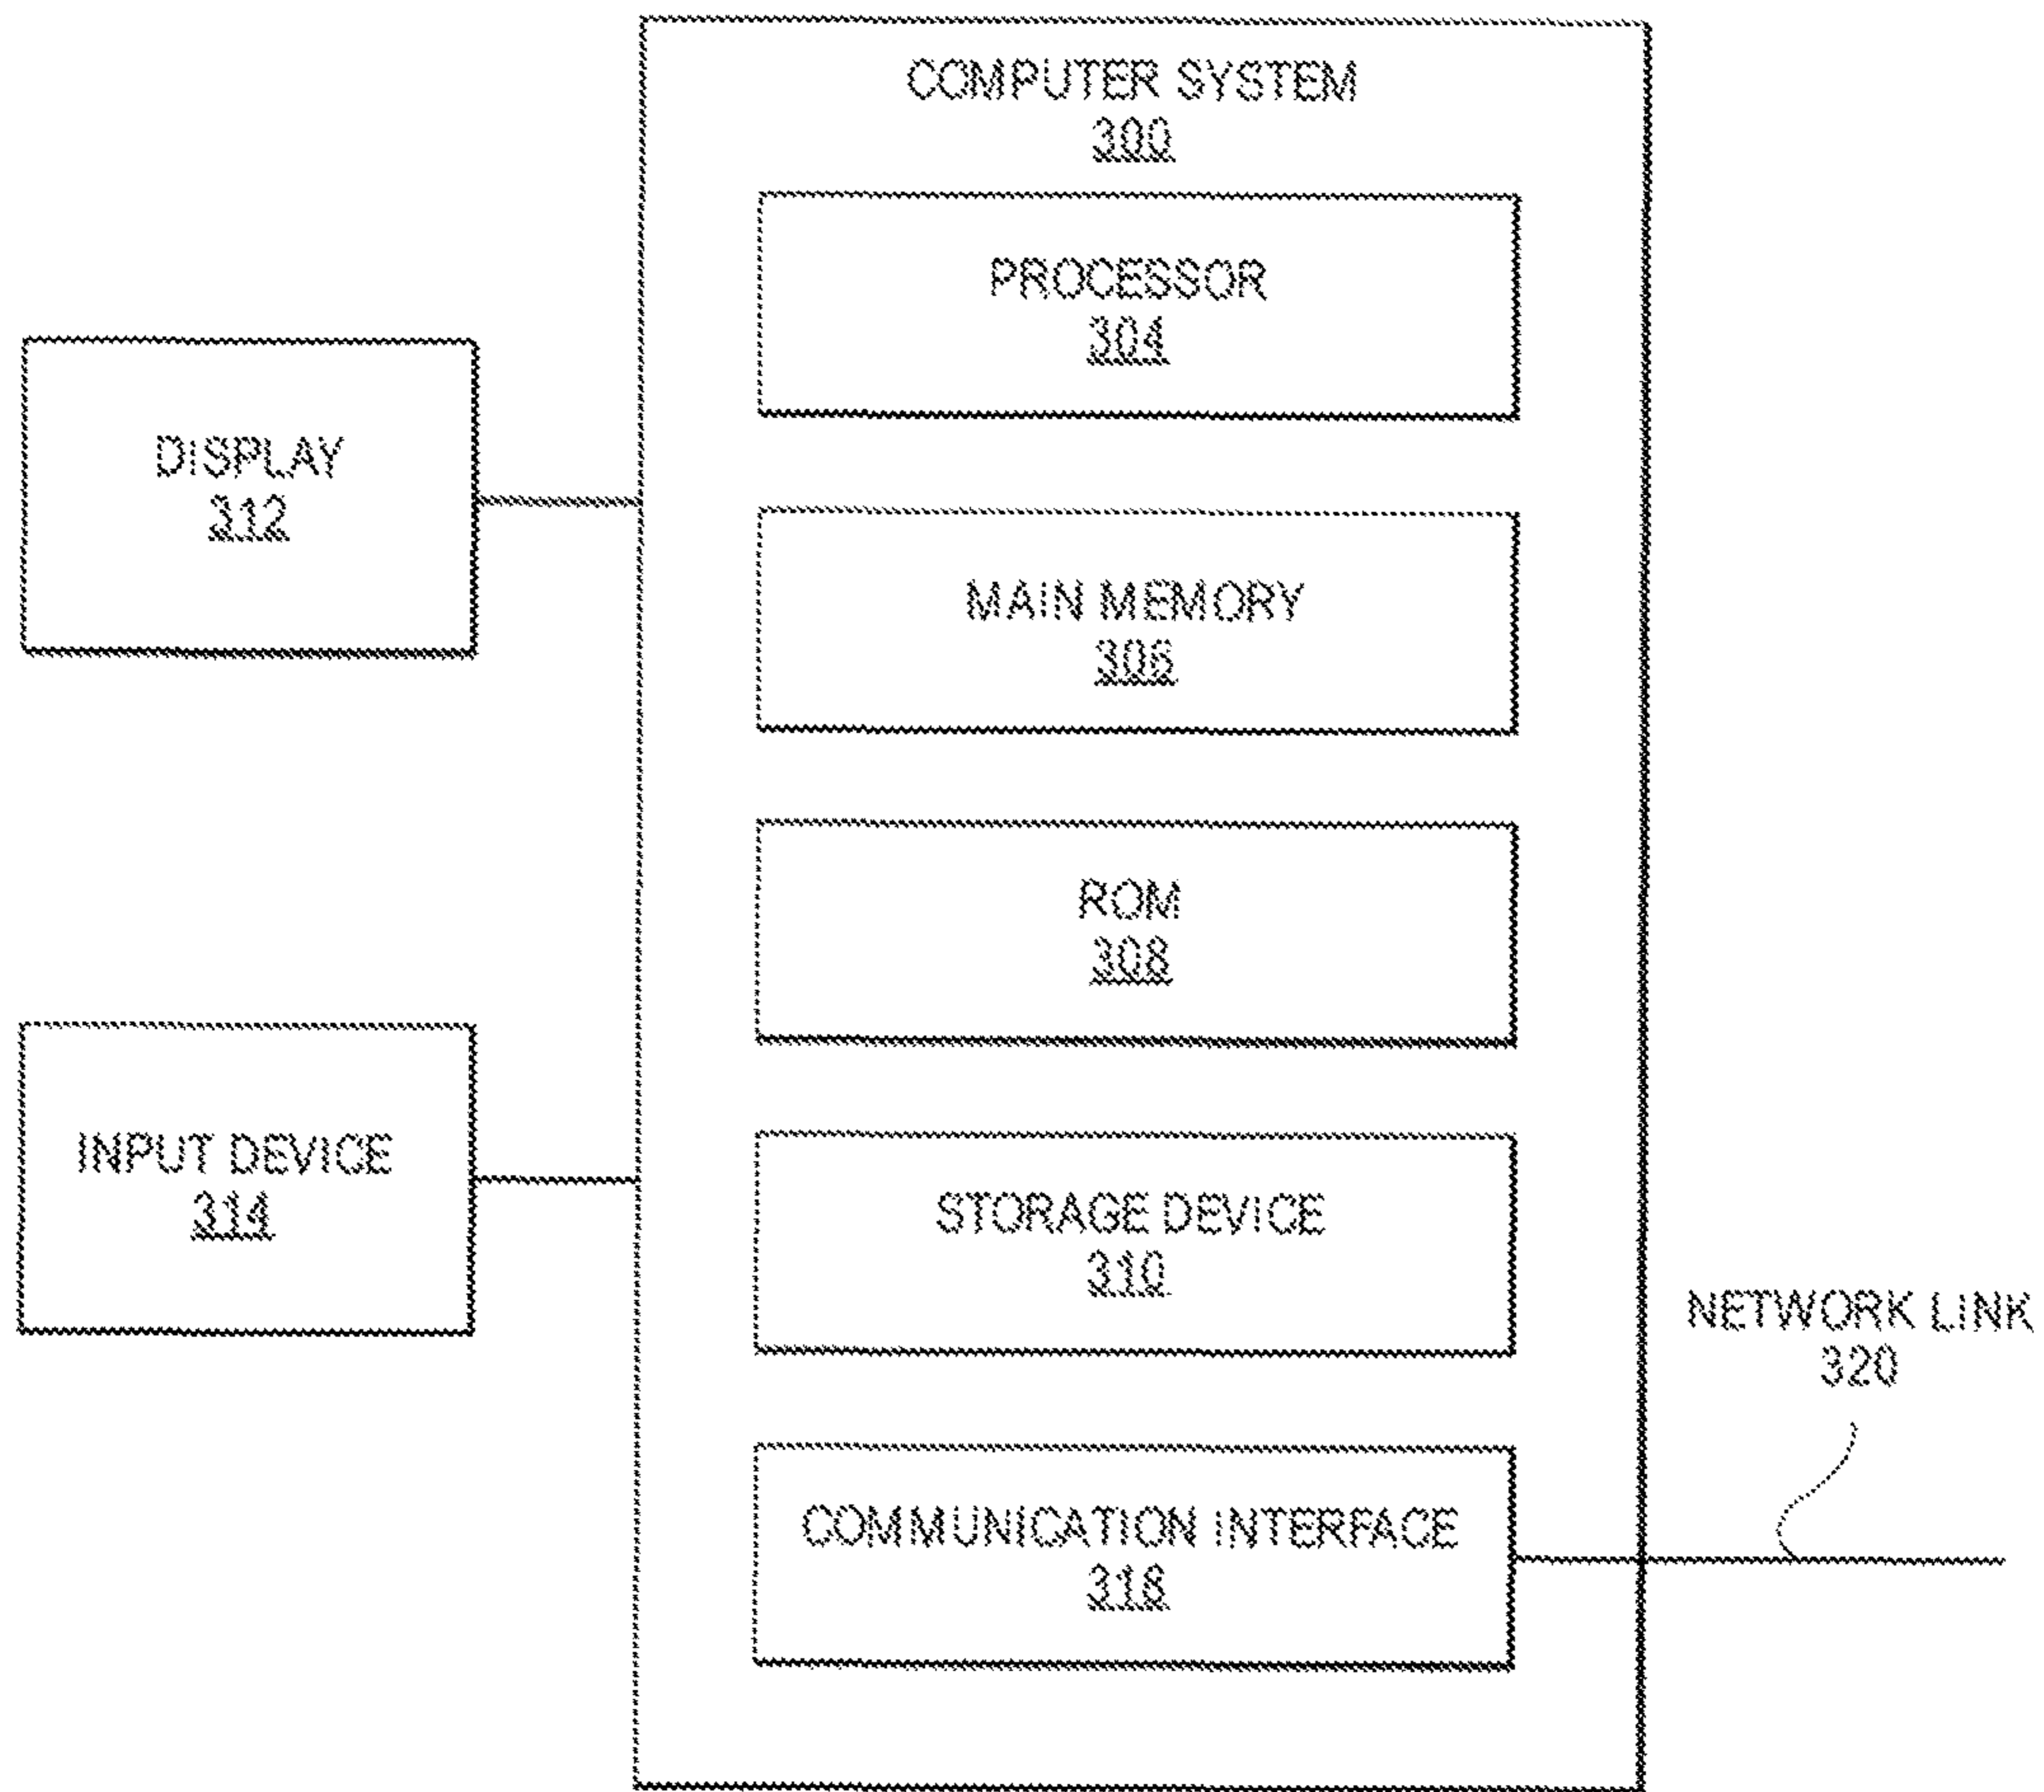 COMPUTER SYSTEM
300
PROCESSOR
304
DISPLAY
312
MAIN MEMORY
306
ROM
308
INPUT DEVICE
314
STORAGE DEVICE
310
NETWORK LINK
320
COMMUNICATION INTERFACE
318